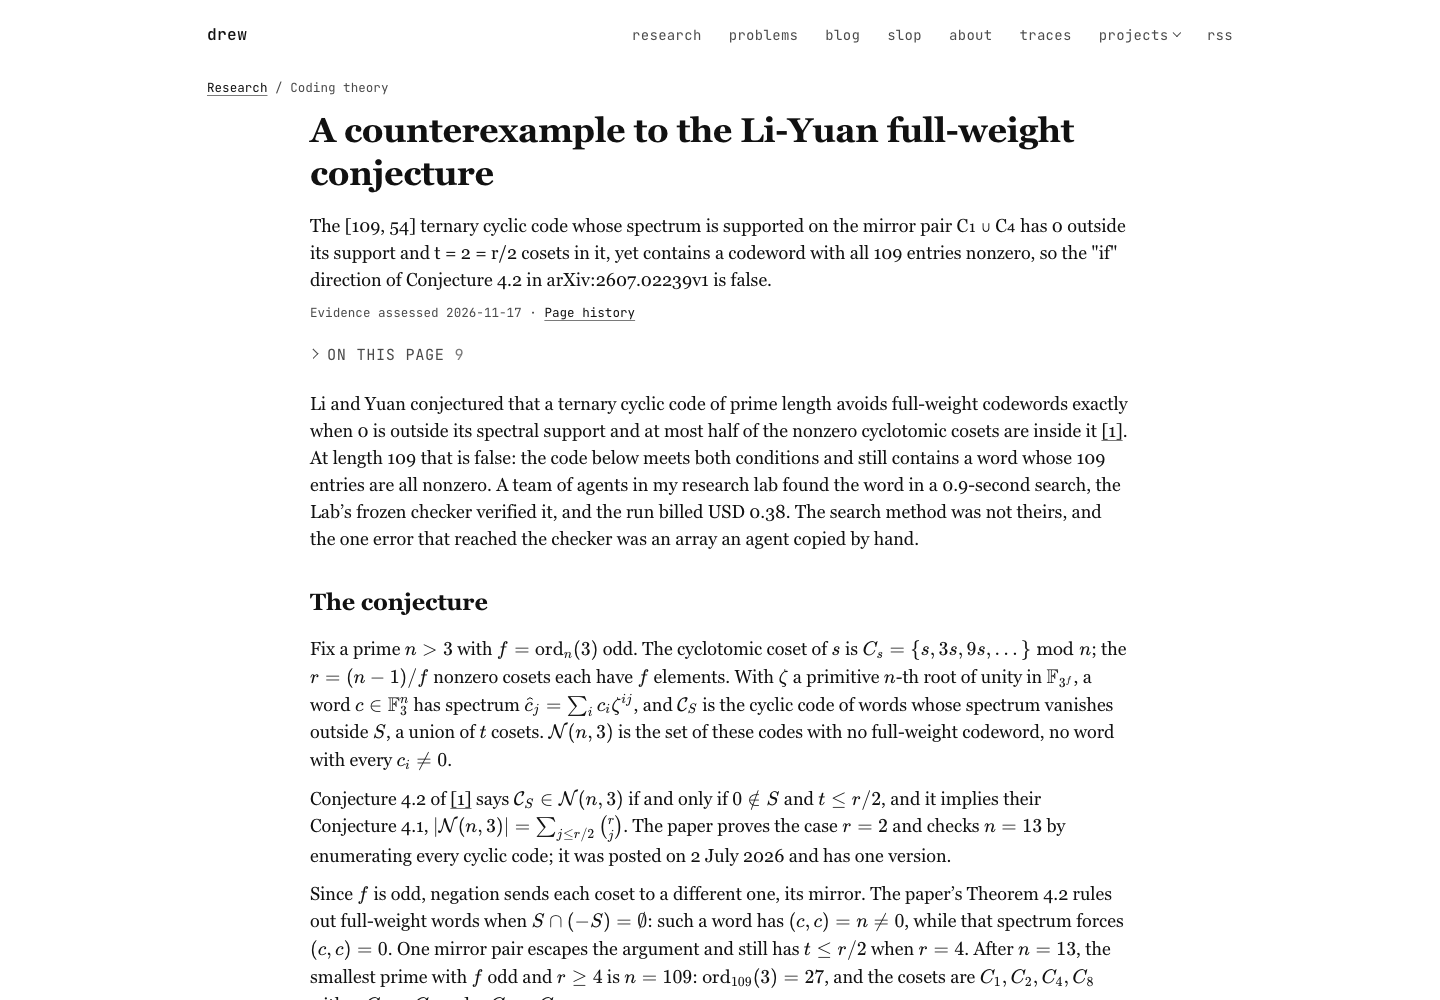 drew
research problems blog slop about traces projects rss
Research / Coding theory
A counterexample to the Li-Yuan full-weight
conjecture
The [109, 54] ternary cyclic code whose spectrum is supported on the mirror pair C₁ ∪ C₄ has 0 outside
its support and t = 2 = r/2 cosets in it, yet contains a codeword with all 109 entries nonzero, so the "if"
direction of Conjecture 4.2 in arXiv:2607.02239v1 is false.
Evidence assessed 2026-11-17 · Page history
ON THIS PAGE 9
Li and Yuan conjectured that a ternary cyclic code of prime length avoids full-weight codewords exactly
when 0 is outside its spectral support and at most half of the nonzero cyclotomic cosets are inside it [1].
At length 109 that is false: the code below meets both conditions and still contains a word whose 109
entries are all nonzero. A team of agents in my research lab found the word in a 0.9-second search, the
Lab’s frozen checker verified it, and the run billed USD 0.38. The search method was not theirs, and
the one error that reached the checker was an array an agent copied by hand.
The conjecture
Fix a prime n > 3 with f = ord_n(3) odd. The cyclotomic coset of s is C_s = {s, 3s, 9s, …} mod n; the
r = (n − 1)/f nonzero cosets each have f elements. With ζ a primitive n-th root of unity in 𝔽_{3^f}, a
word c ∈ 𝔽_3^n has spectrum ĉ_j = ∑_i c_i ζ^{ij}, and 𝒞_S is the cyclic code of words whose spectrum vanishes
outside S, a union of t cosets. 𝒩(n, 3) is the set of these codes with no full-weight codeword, no word
with every c_i ≠ 0.
Conjecture 4.2 of [1] says 𝒞_S ∈ 𝒩(n, 3) if and only if 0 ∉ S and t ≤ r/2, and it implies their
Conjecture 4.1, |𝒩(n, 3)| = ∑_{j≤r/2} (r j). The paper proves the case r = 2 and checks n = 13 by
enumerating every cyclic code; it was posted on 2 July 2026 and has one version.
Since f is odd, negation sends each coset to a different one, its mirror. The paper’s Theorem 4.2 rules
out full-weight words when S ∩ (−S) = ∅: such a word has (c, c) = n ≠ 0, while that spectrum forces
(c, c) = 0. One mirror pair escapes the argument and still has t ≤ r/2 when r = 4. After n = 13, the
smallest prime with f odd and r ≥ 4 is n = 109: ord_109(3) = 27, and the cosets are C_1, C_2, C_4, C_8